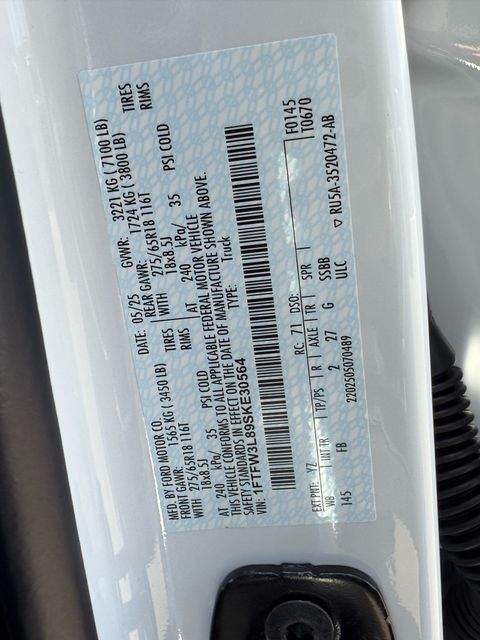 MFD. BY FORD MOTOR CO.
DATE: 05/25 GVWR: 3221 KG ( 7100 LB)
FRONT GAWR: 1565 KG ( 3450 LB) REAR GAWR: 1724 KG ( 3800 LB)
WITH 275/65R18 116T TIRES WITH 275/65R18 116T TIRES
18x8.5J RIMS 18x8.5J RIMS
AT 240 kPa/ 35 PSI COLD AT 240 kPa/ 35 PSI COLD
THIS VEHICLE CONFORMS TO ALL APPLICABLE FEDERAL MOTOR VEHICLE
SAFETY STANDARDS IN EFFECT ON THE DATE OF MANUFACTURE SHOWN ABOVE.
VIN: 1FTFW3L89SKE30564 TYPE: Truck
F0145
T0670
EXT PNT: YZ RC: 71 DSO:
WB INT TR TP/PS R AXLE TR SPR
145 FB 2 27 G SSBB
2202505070489 ULC
RU5A-3520472-AB